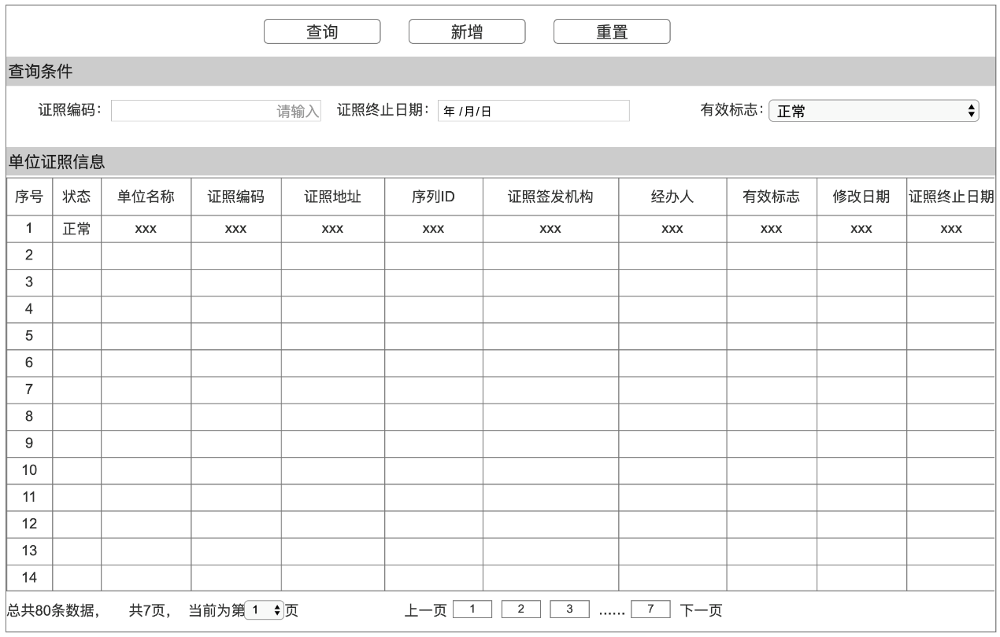 查询 新增 重置
查询条件
证照编码： 请输入 证照终止日期： 年 /月/日 有效标志： 正常
单位证照信息
序号 状态 单位名称 证照编码 证照地址 序列ID 证照签发机构 经办人 有效标志 修改日期 证照终止日期
1 正常 xxx xxx xxx xxx xxx xxx xxx xxx xxx
2
3
4
5
6
7
8
9
10
11
12
13
14
总共80条数据， 共7页， 当前为第 1 页 上一页 1 2 3 …… 7 下一页